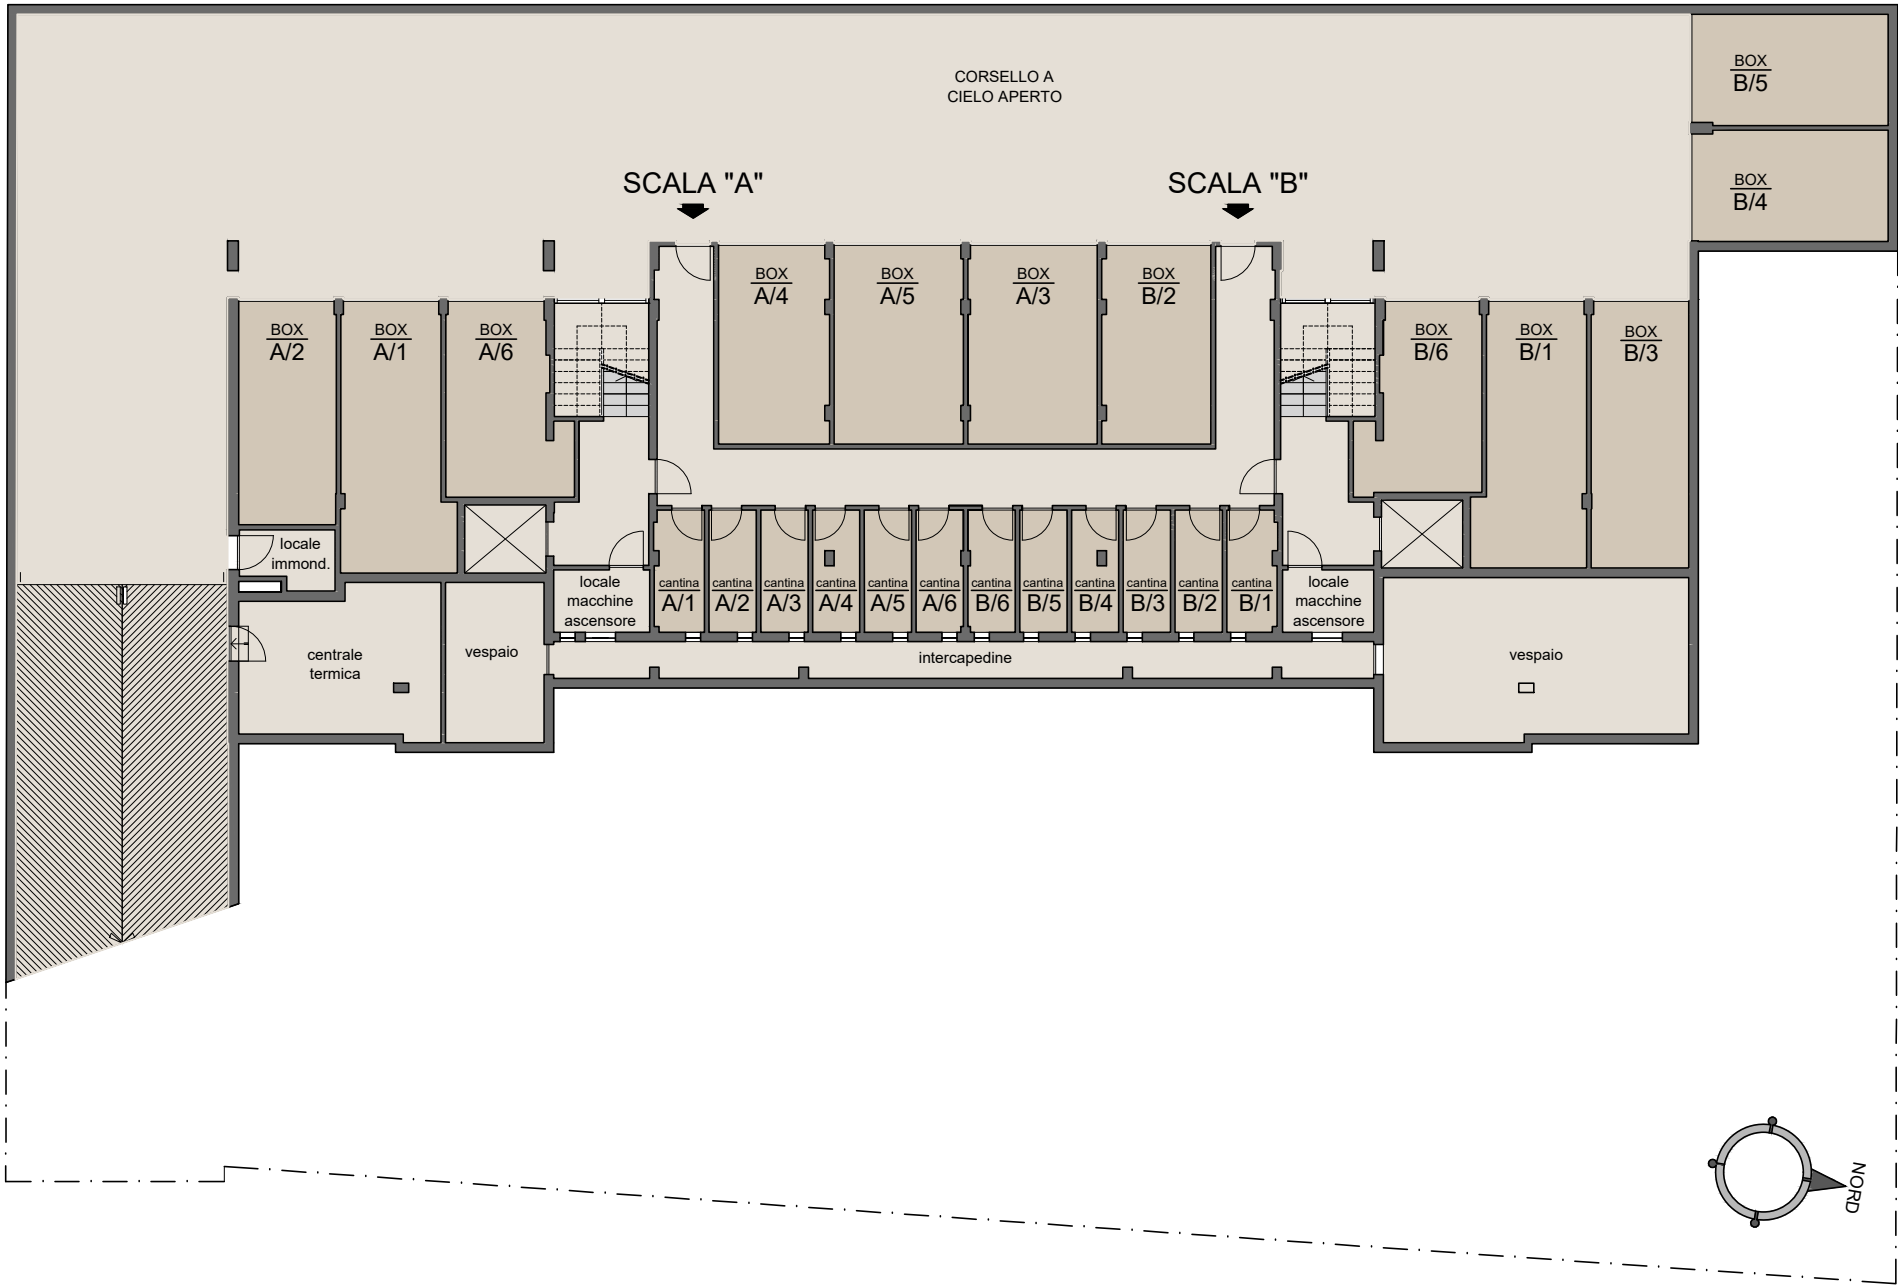 CORSELLO A
CIELO APERTO
BOX
B/5
BOX
B/4
SCALA "A"
SCALA "B"
BOX
A/4
BOX
A/5
BOX
A/3
BOX
B/2
BOX
A/2
BOX
A/1
BOX
A/6
BOX
B/6
BOX
B/1
BOX
B/3
locale
immond.
locale
macchine
ascensore
cantina
A/1
cantina
A/2
cantina
A/3
cantina
A/4
cantina
A/5
cantina
A/6
cantina
B/6
cantina
B/5
cantina
B/4
cantina
B/3
cantina
B/2
cantina
B/1
locale
macchine
ascensore
centrale
termica
vespaio
intercapedine
vespaio
NORD